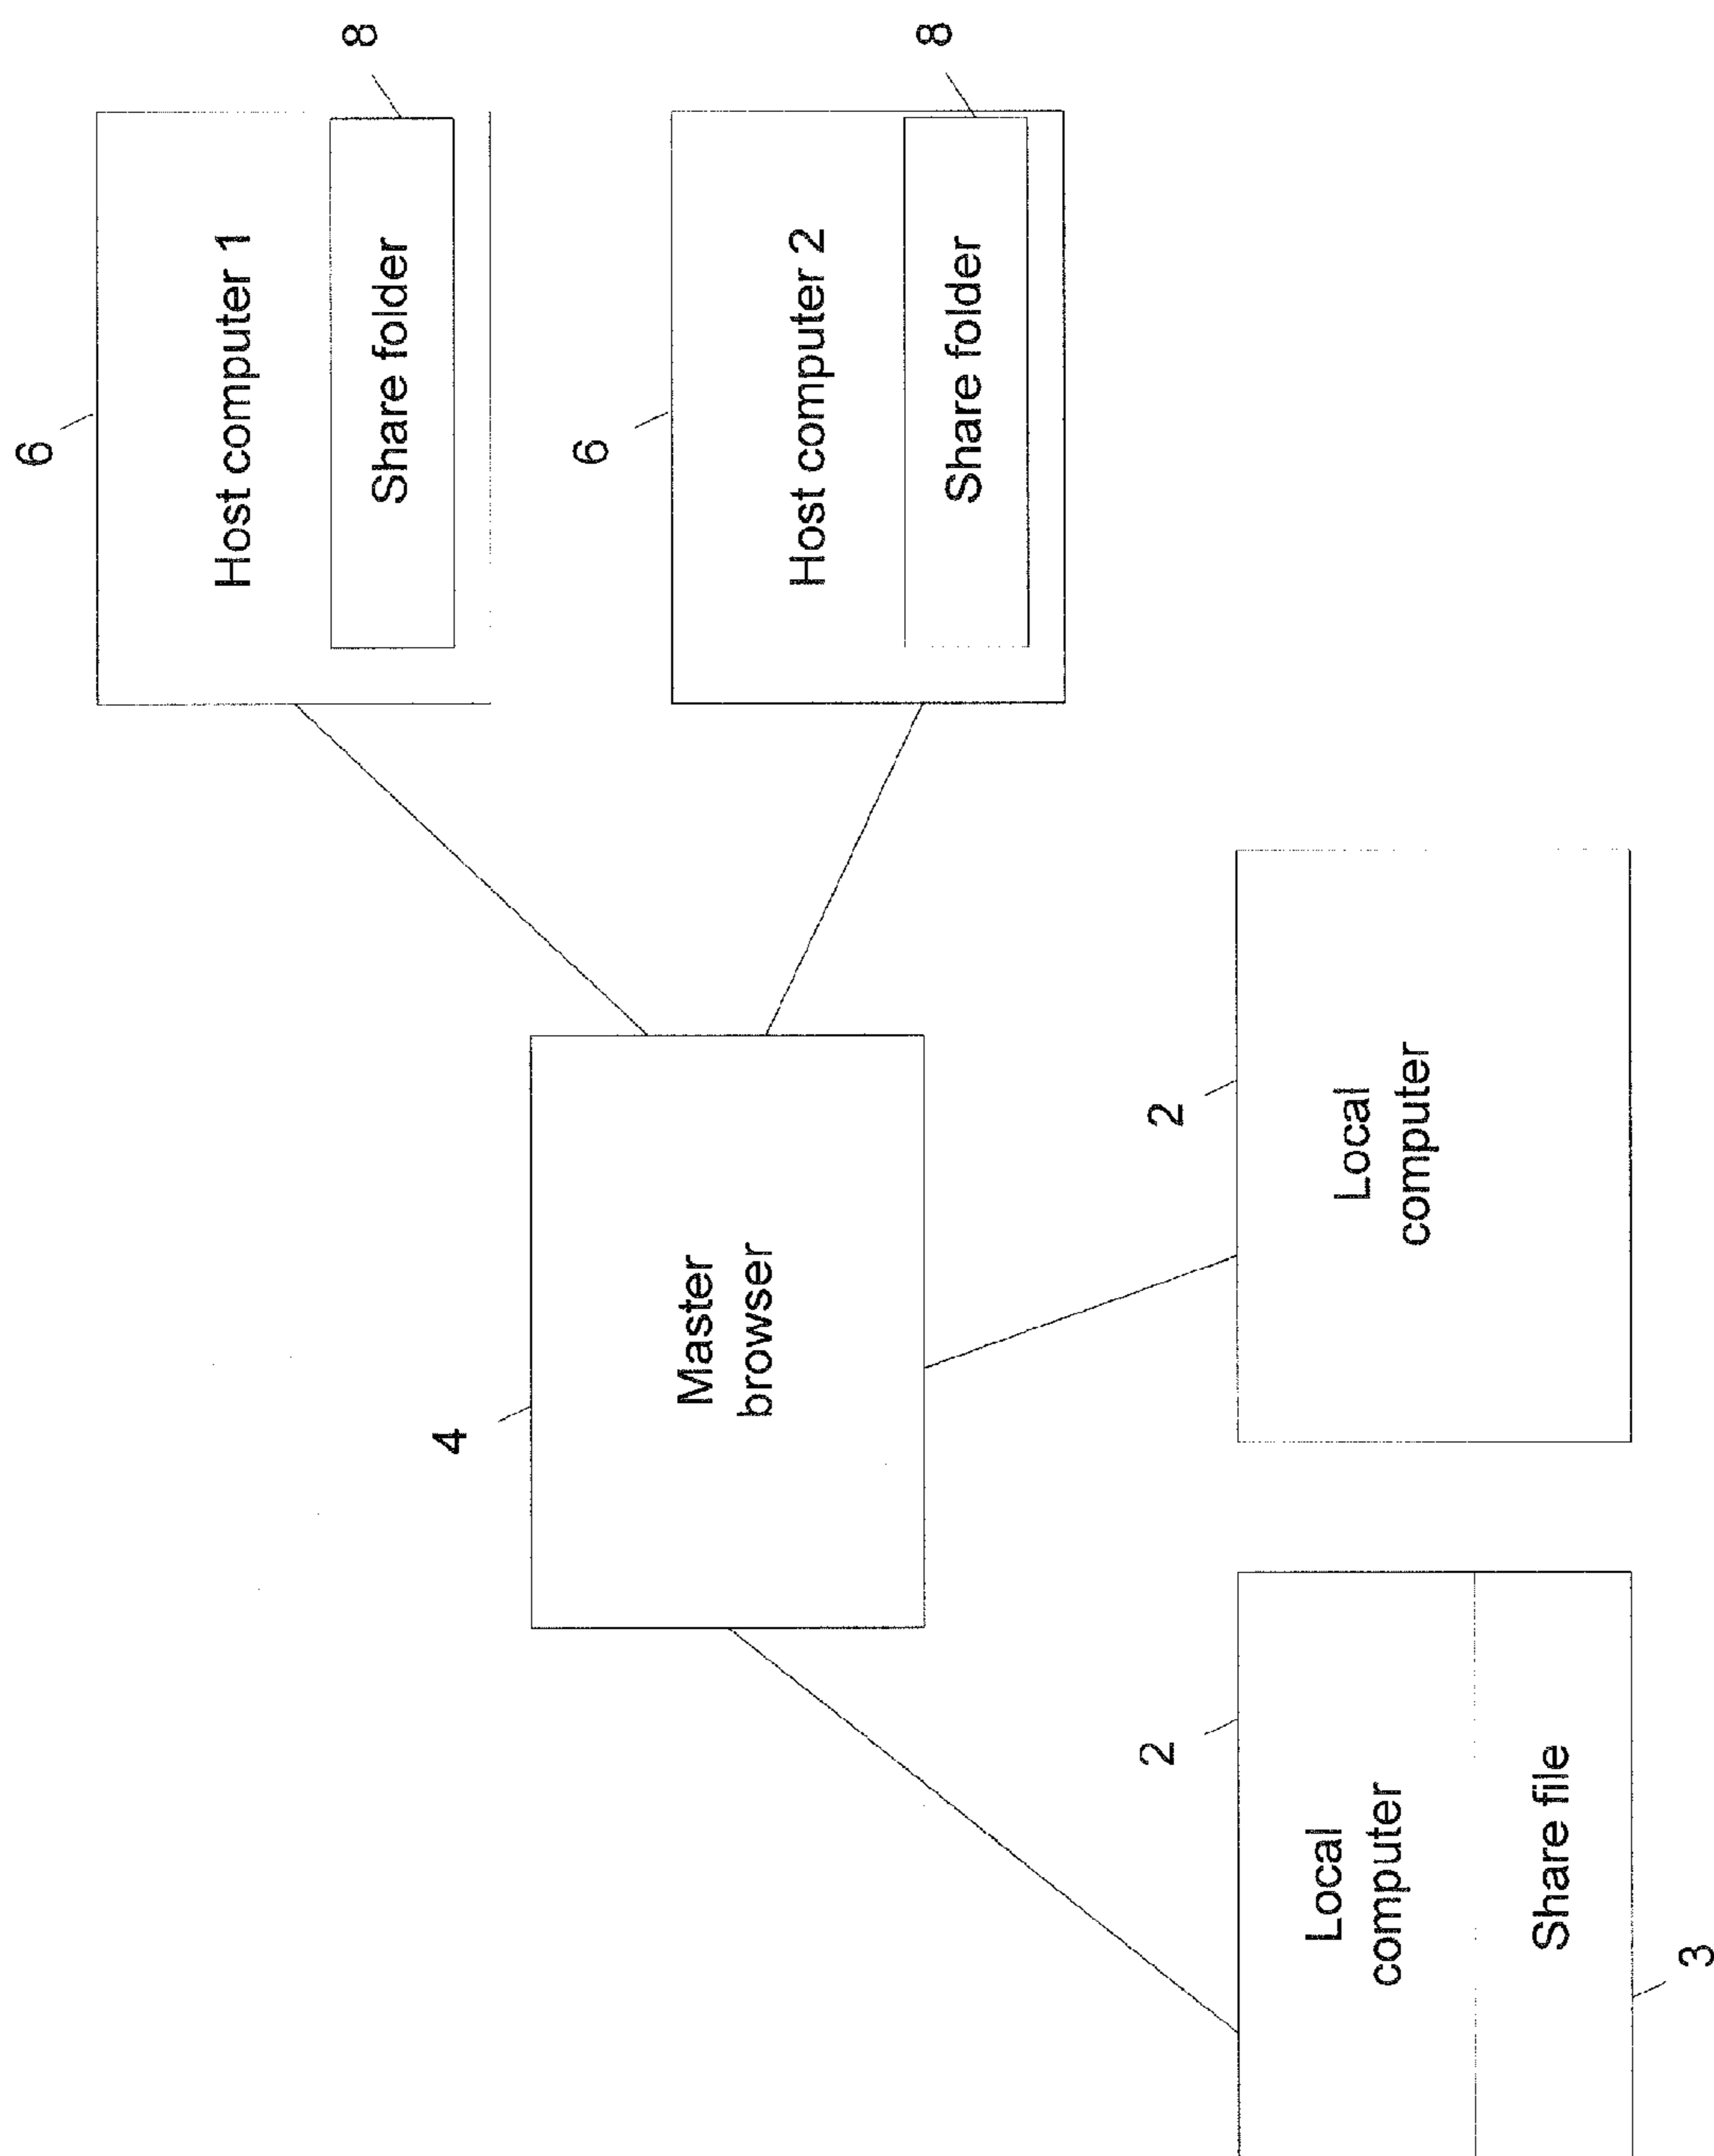 6
Host computer 1
Share folder
8
6
Host computer 2
Share folder
8
4
Master
browser
2
Local
computer
2
Local
computer
Share file
3